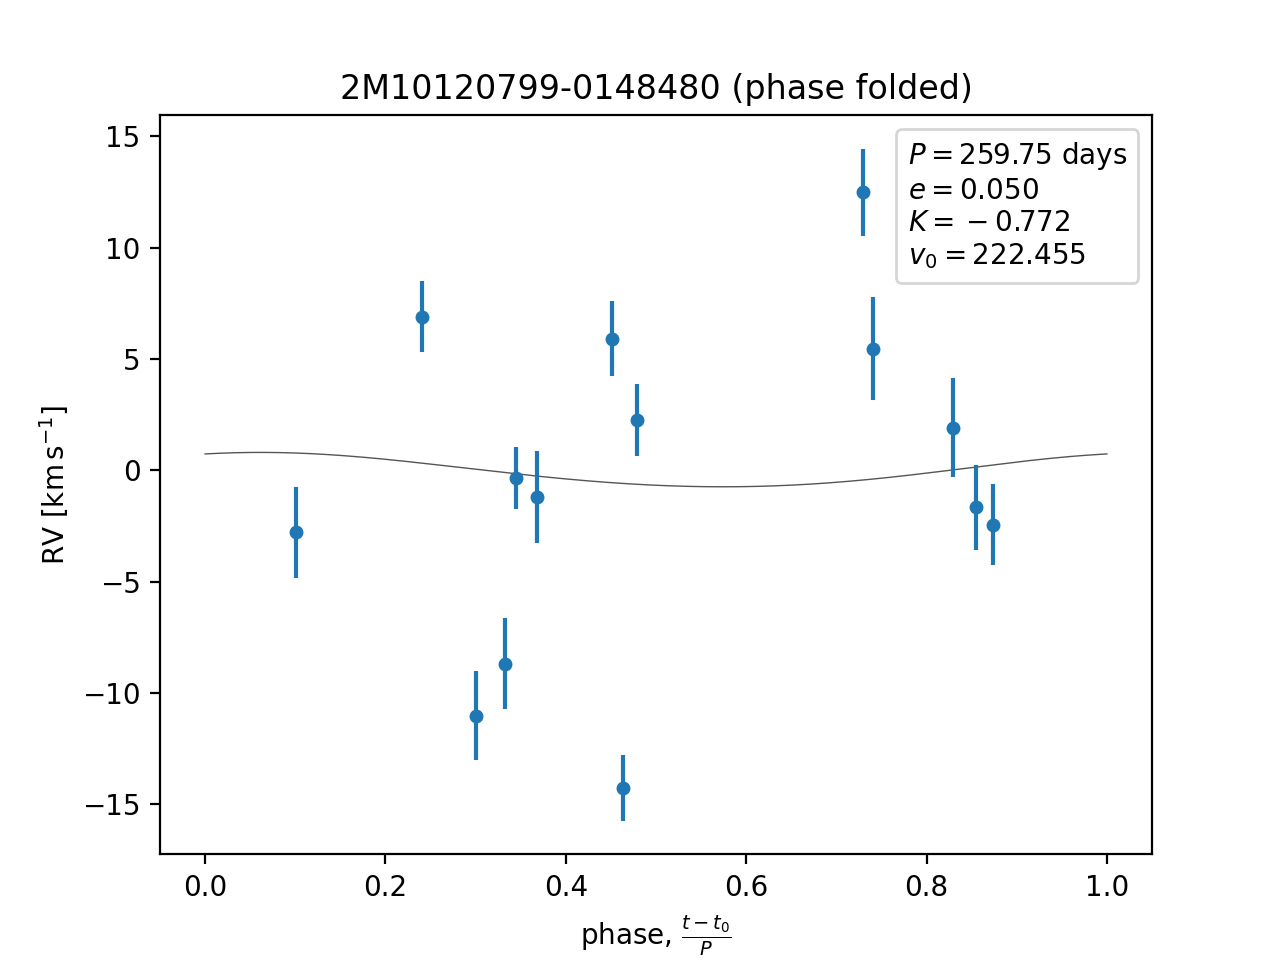 2M10120799-0148480 (phase folded)
P = 259.75 days
e = 0.050
K = −0.772
v₀ = 222.455
15
10
5
0
−5
−10
−15
RV [km s⁻¹]
0.0 0.2 0.4 0.6 0.8 1.0
phase, (t − t₀)/P